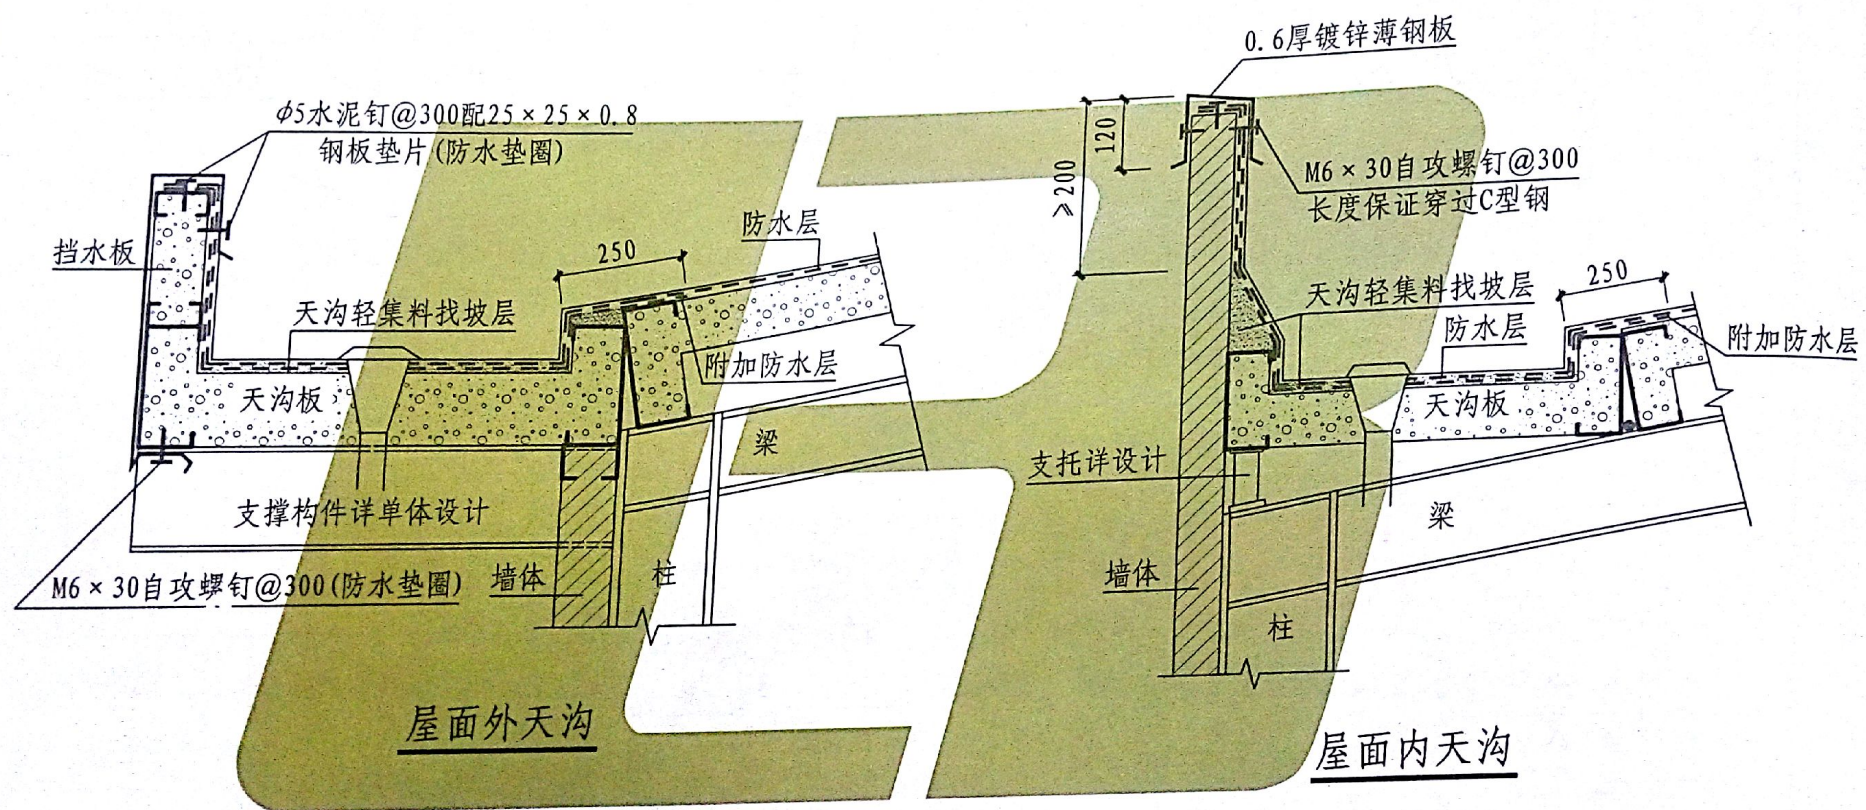 0.6厚镀锌薄钢板
Φ5水泥钉@300配25×25×0.8
钢板垫片(防水垫圈)
挡水板
天沟轻集料找坡层
250
防水层
附加防水层
天沟板
梁
支撑构件详单体设计
M6×30自攻螺钉@300(防水垫圈)
墙体
柱
屋面外天沟
120
≥200
M6×30自攻螺钉@300
长度保证穿过C型钢
天沟轻集料找坡层
250
防水层
附加防水层
天沟板
支托详设计
梁
墙体
柱
屋面内天沟